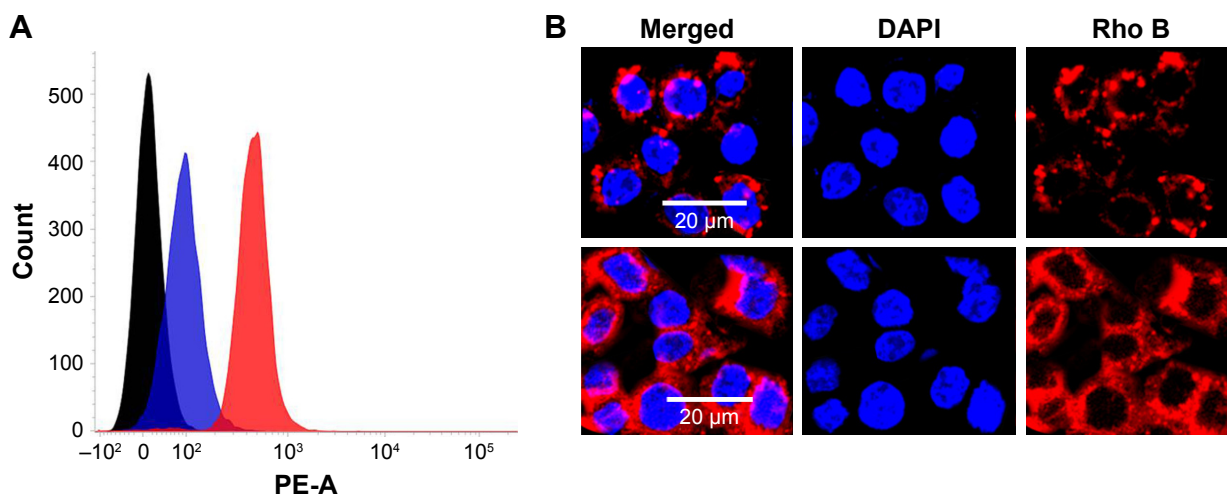 A
B
Merged
DAPI
Rho B
Count
500
400
300
200
100
0
–10²
0
10²
10³
10⁴
10⁵
PE-A
20 µm
20 µm